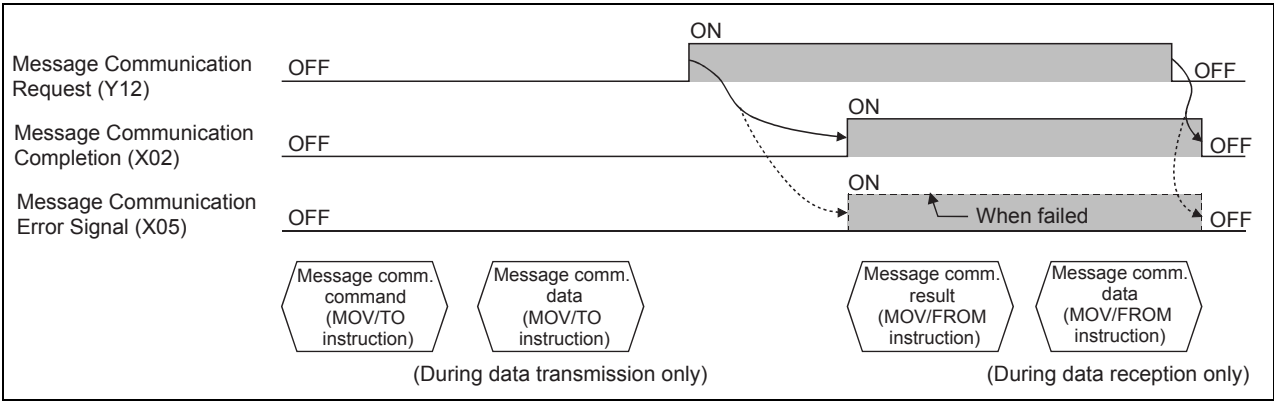 ON
Message Communication
Request (Y12)
OFF
OFF
ON
Message Communication
Completion (X02)
OFF
OFF
ON
Message Communication
Error Signal (X05)
OFF
When failed
OFF
Message comm.
command
(MOV/TO
instruction)
Message comm.
data
(MOV/TO
instruction)
Message comm.
result
(MOV/FROM
instruction)
Message comm.
data
(MOV/FROM
instruction)
(During data transmission only)
(During data reception only)